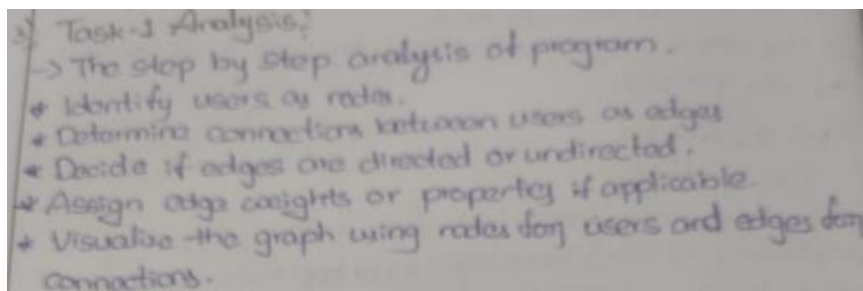 3) Task-1 Analysis:
-> The step by step analysis of program.
* Identify users as nodes.
* Determine connections between users as edges
* Decide if edges are directed or undirected.
* Assign edge weights or properties if applicable.
* Visualise the graph using nodes for users and edges for
connections.